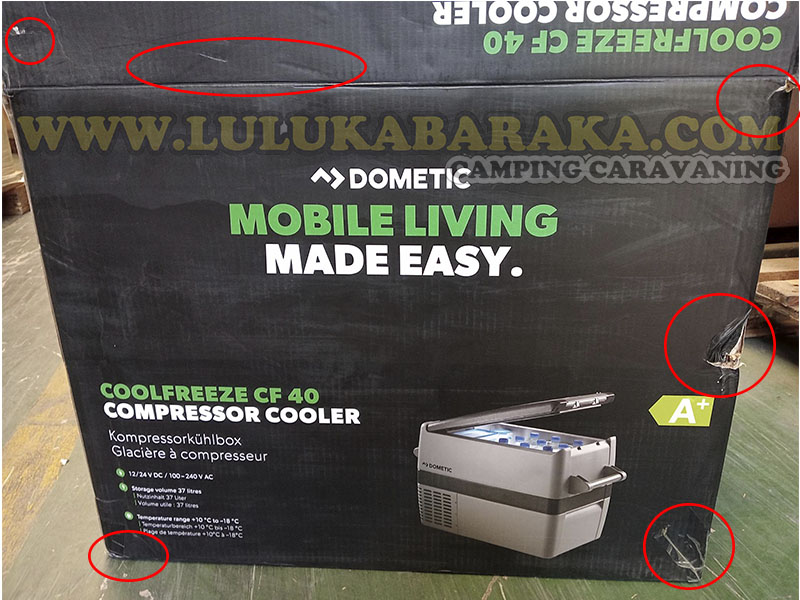 COMPRESSOR COOLER
COOLFREEZE CF 40
WWW.LULUKABARAKA.COM
CAMPING CARAVANING
DOMETIC
MOBILE LIVING
MADE EASY.
COOLFREEZE CF 40
COMPRESSOR COOLER
Kompressorkühlbox
Glacière à compresseur
12/24 V DC / 100-240 V AC
Storage volume 37 litres
Nutzinhalt 37 Liter
Volume utile : 37 litres
Temperature range +10 °C to -18 °C
Temperaturbereich +10 °C bis -18 °C
Plage de température +10°C à -18°C
DOMETIC
A+